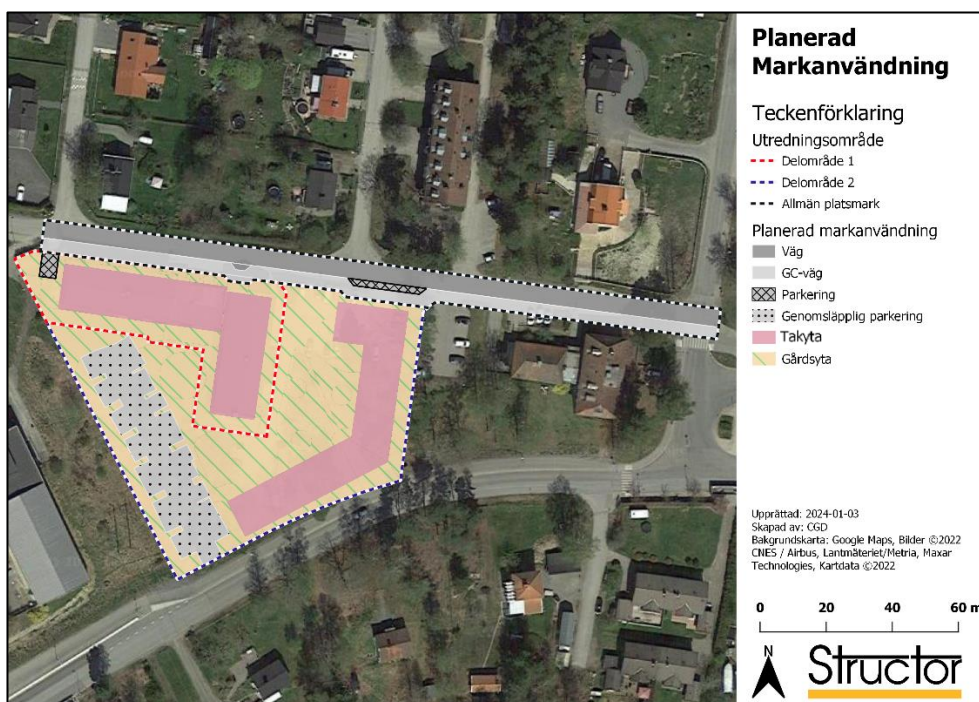 Planerad
Markanvändning
Teckenförklaring
Utredningsområde
Delområde 1
Delområde 2
Allmän platsmark
Planerad markanvändning
Väg
GC-väg
Parkering
Genomsläpplig parkering
Takyta
Gårdsyta
Upprättad: 2024-01-03
Skapad av: CGD
Bakgrundskarta: Google Maps, Bilder ©2022
CNES / Airbus, Lantmäteriet/Metria, Maxar
Technologies, Kartdata ©2022
0 20 40 60 m
N
Structor